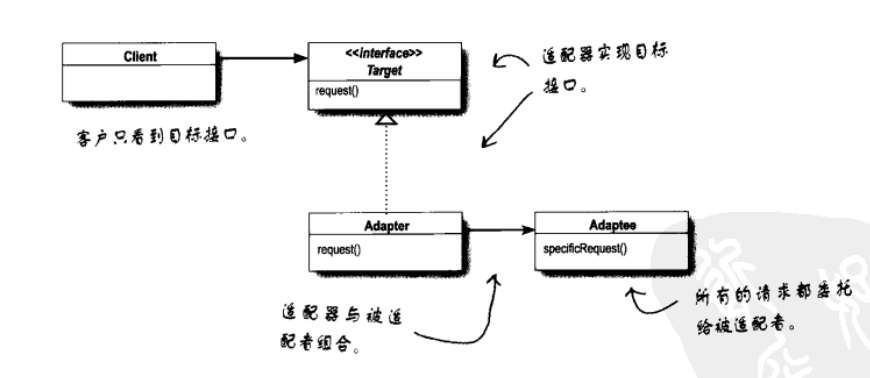 Client
<<interface>>
Target
request()
适配器实现目标
接口。
客户只看到目标接口。
Adapter
request()
Adaptee
specificRequest()
适配器与被适
配者组合。
所有的请求都委托
给被适配者。